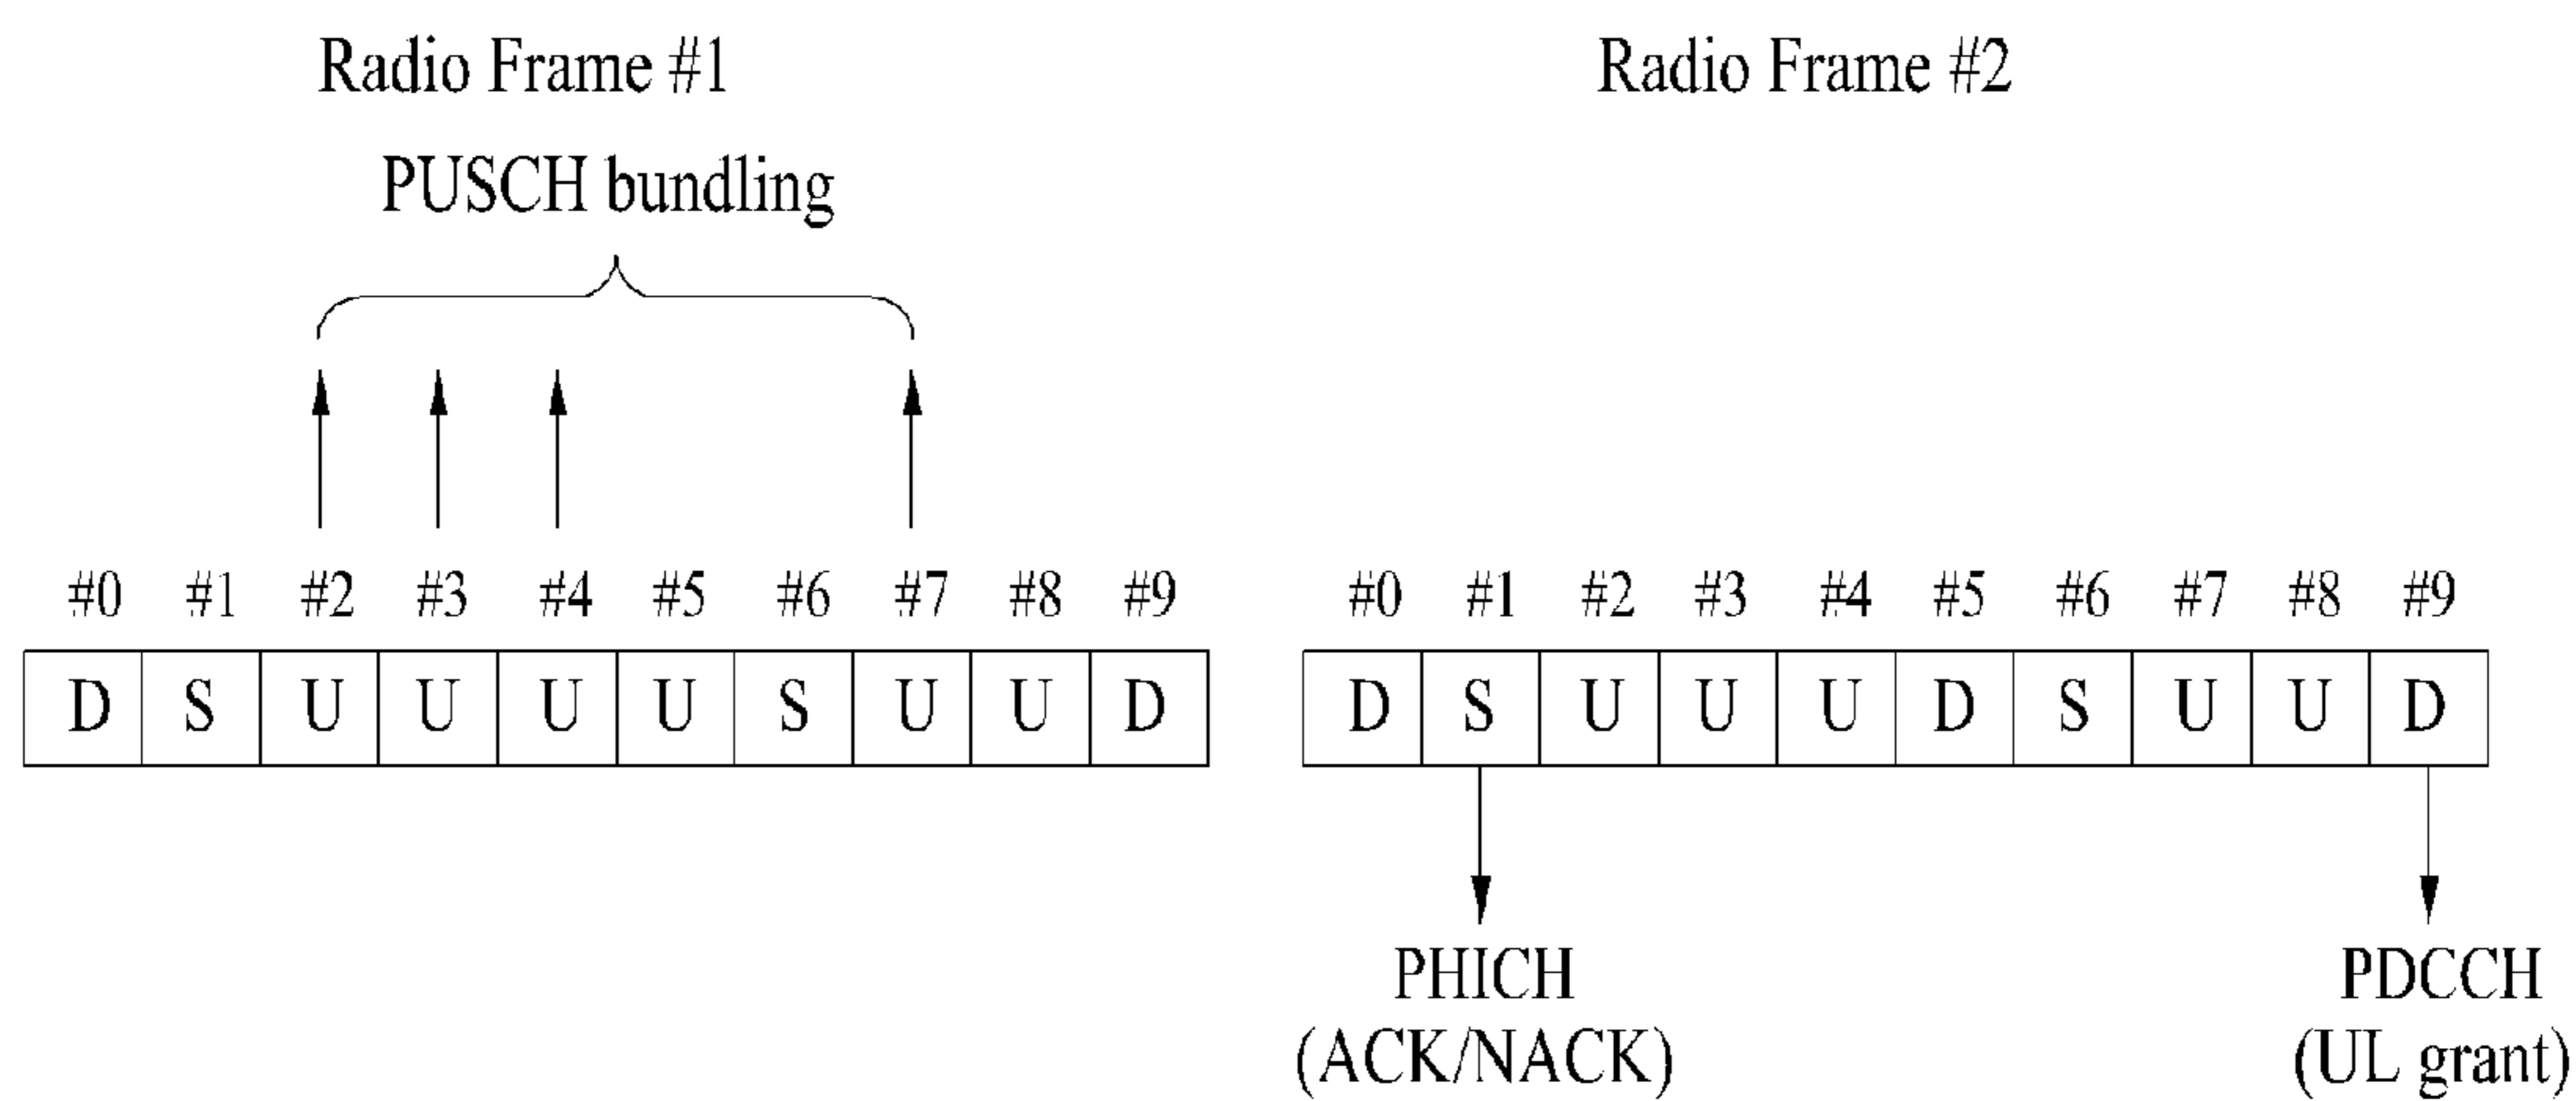 Radio Frame #1
PUSCH bundling
#0 #1 #2 #3 #4 #5 #6 #7 #8 #9
D S U U U U S U U D
Radio Frame #2
#0 #1 #2 #3 #4 #5 #6 #7 #8 #9
D S U U U D S U U D
PHICH
(ACK/NACK)
PDCCH
(UL grant)